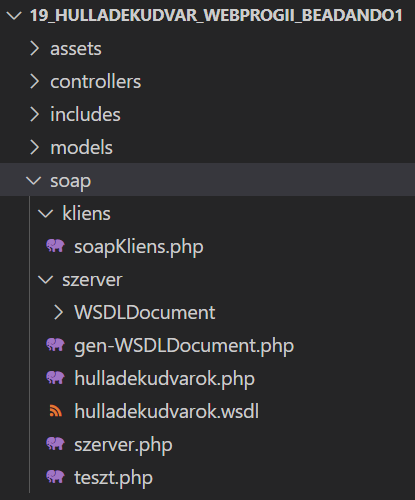 19_HULLADEKUDVAR_WEBPROGII_BEADANDO1
assets
controllers
includes
models
soap
kliens
soapKliens.php
szerver
WSDLDocument
gen-WSDLDocument.php
hulladekudvarok.php
hulladekudvarok.wsdl
szerver.php
teszt.php